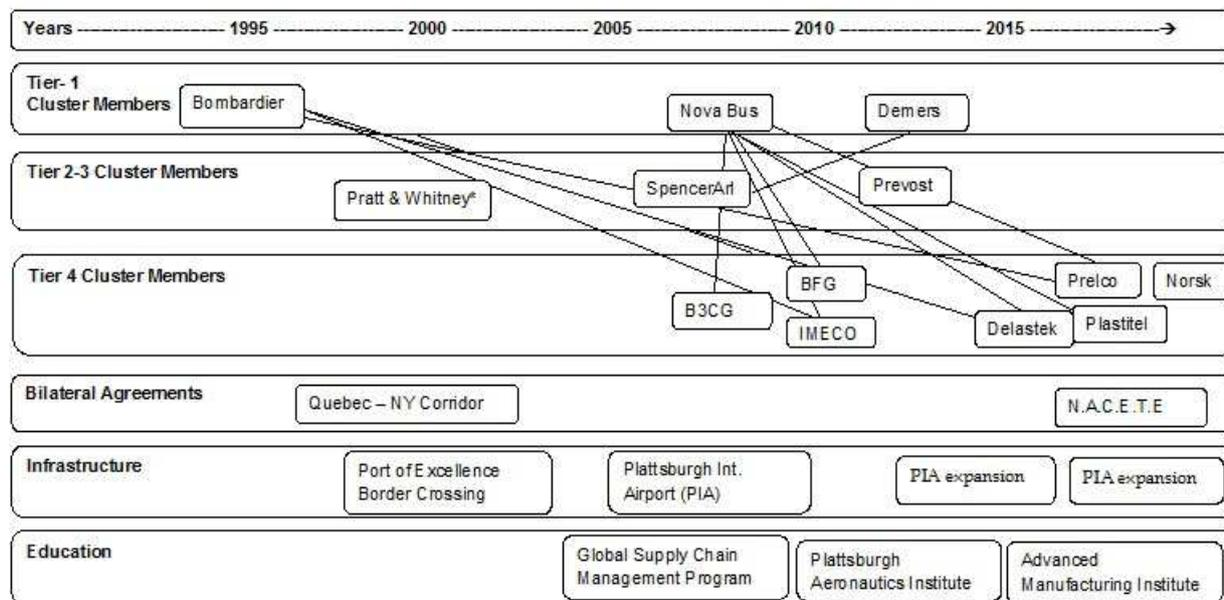 Years ---------------------- 1995 ---------------------- 2000 ---------------------- 2005 ---------------------- 2010 ---------------------- 2015 ---------------------->
Tier- 1
Cluster Members
Bombardier
Nova Bus
Demers
Tier 2-3 Cluster Members
Pratt & Whitney*
SpencerArl
Prevost
Tier 4 Cluster Members
B3CG
BFG
IMECO
Delastek
Prelco
Plastitel
Norsk
Bilateral Agreements
Quebec – NY Corridor
N.A.C.E.T.E
Infrastructure
Port of Excellence
Border Crossing
Plattsburgh Int.
Airport (PIA)
PIA expansion
PIA expansion
Education
Global Supply Chain
Management Program
Plattsburgh
Aeronautics Institute
Advanced
Manufacturing Institute